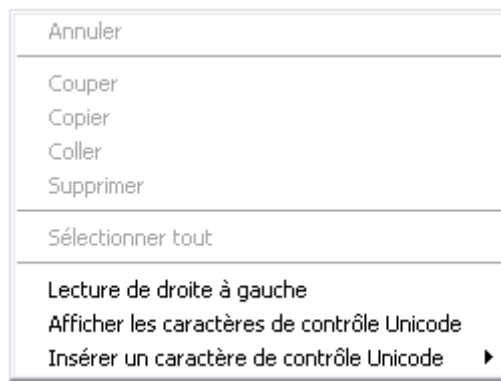 Annuler
Couper
Copier
Coller
Supprimer
Sélectionner tout
Lecture de droite à gauche
Afficher les caractères de contrôle Unicode
Insérer un caractère de contrôle Unicode